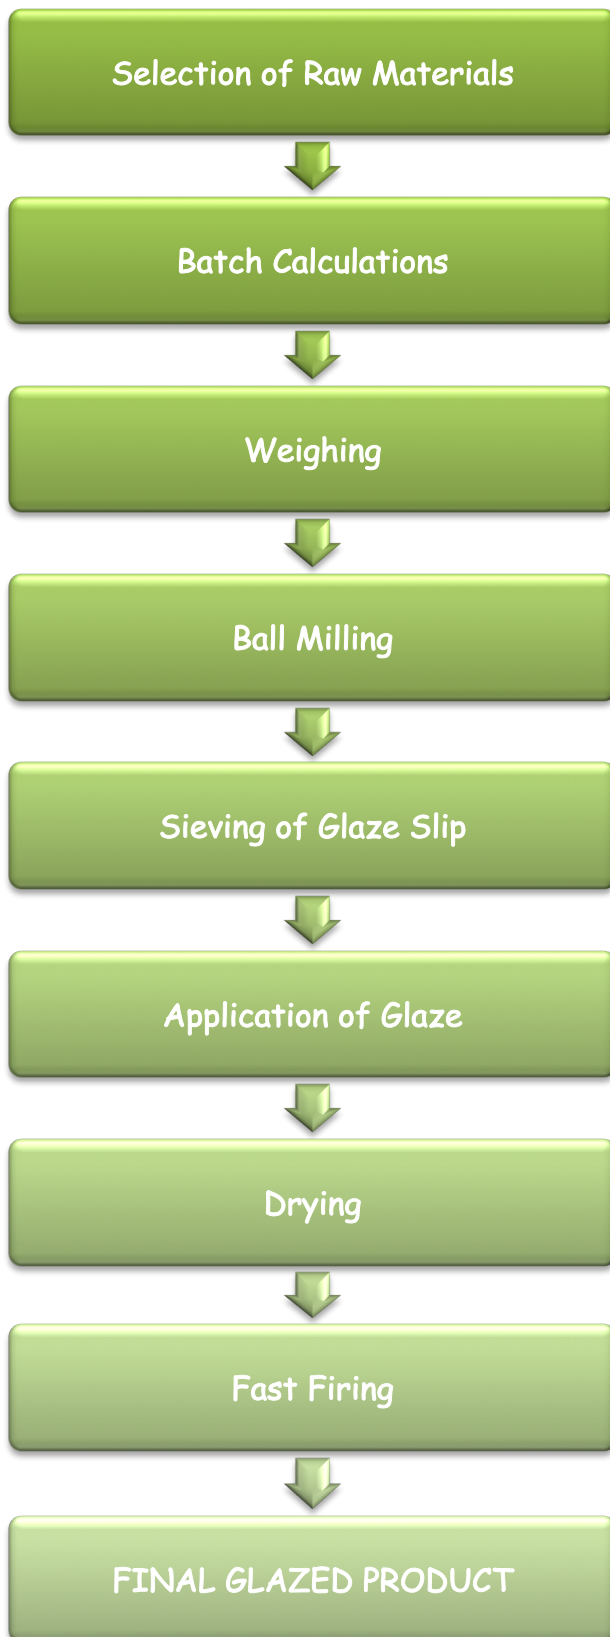 Selection of Raw Materials
Batch Calculations
Weighing
Ball Milling
Sieving of Glaze Slip
Application of Glaze
Drying
Fast Firing
FINAL GLAZED PRODUCT